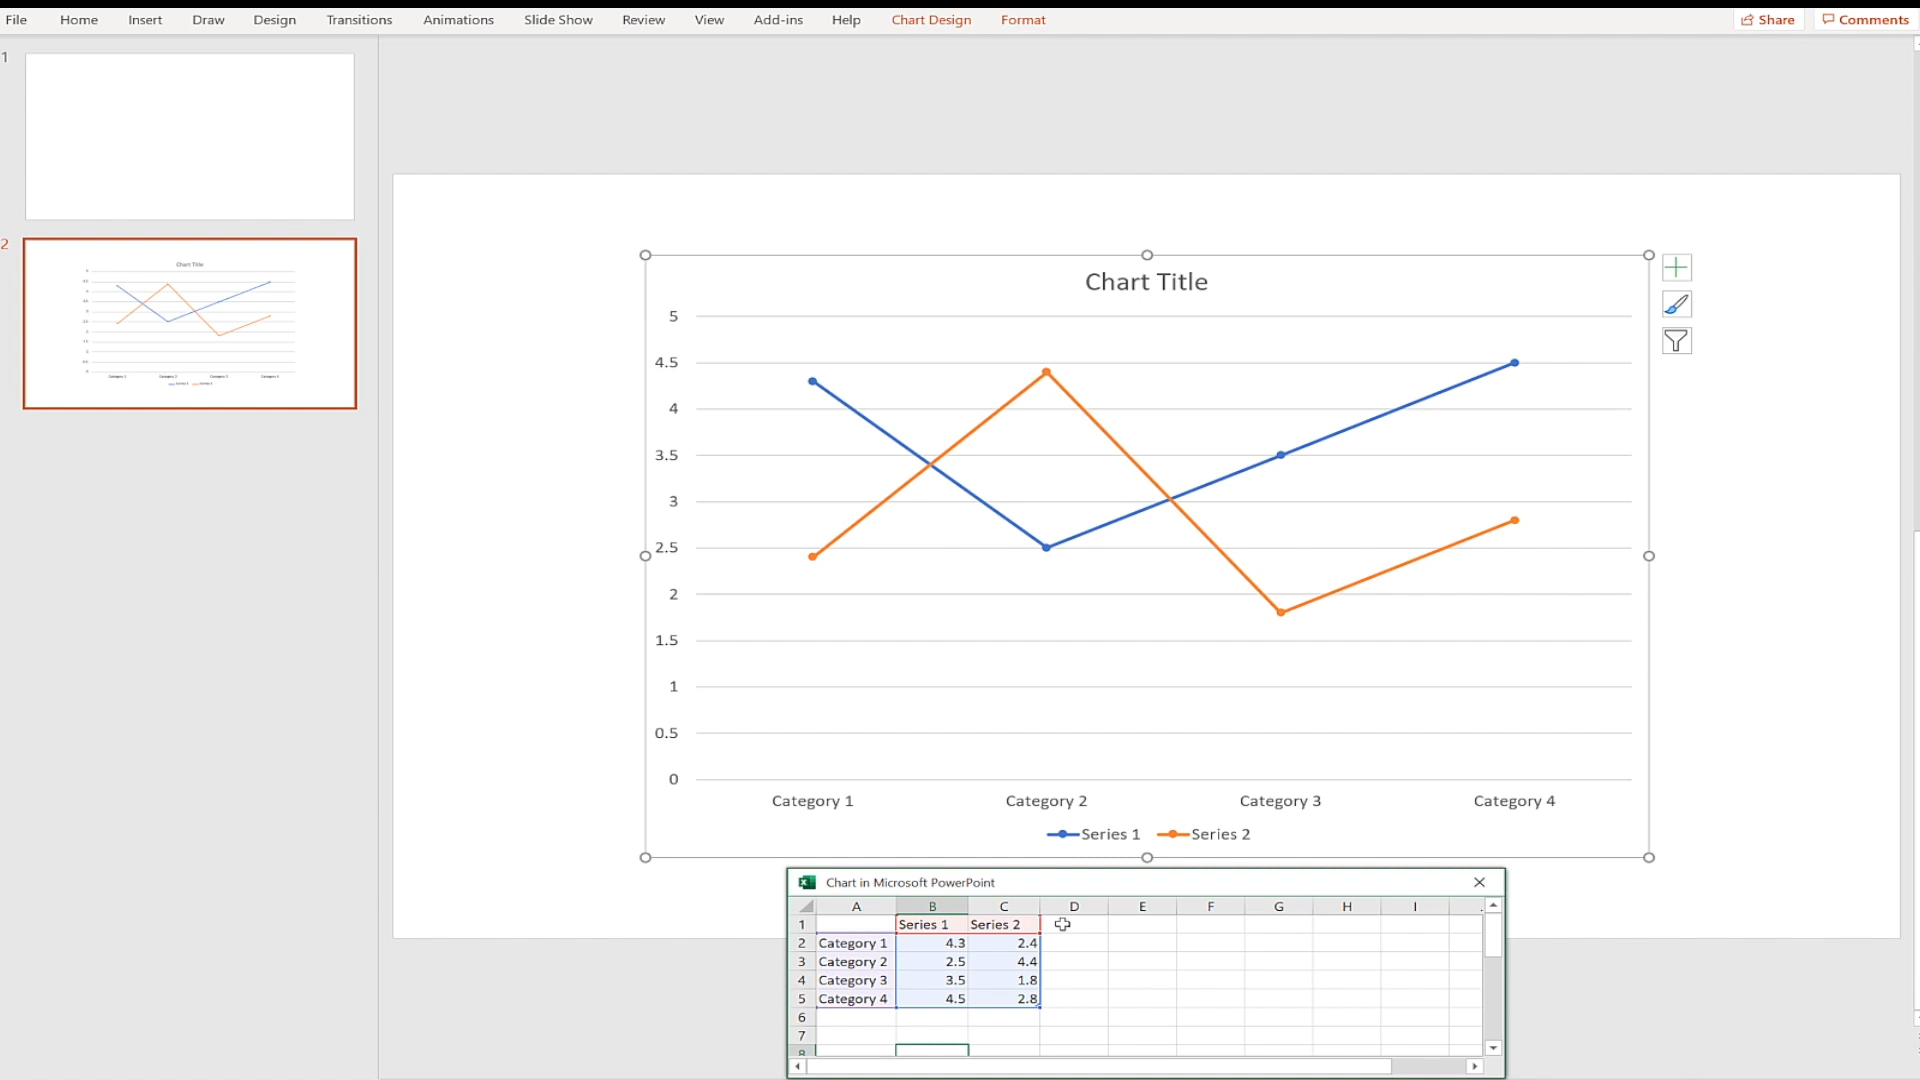 File Home Insert Draw Design Transitions Animations Slide Show Review View Add-ins Help Chart Design Format Share Comments
1
2
Chart Title
Chart Title
5
4.5
4
3.5
3
2.5
2
1.5
1
0.5
0
Category 1 Category 2 Category 3 Category 4
Series 1 Series 2
Chart in Microsoft PowerPoint
A B C D E F G H I
1 Series 1 Series 2
2 Category 1 4.3 2.4
3 Category 2 2.5 4.4
4 Category 3 3.5 1.8
5 Category 4 4.5 2.8
6
7
8